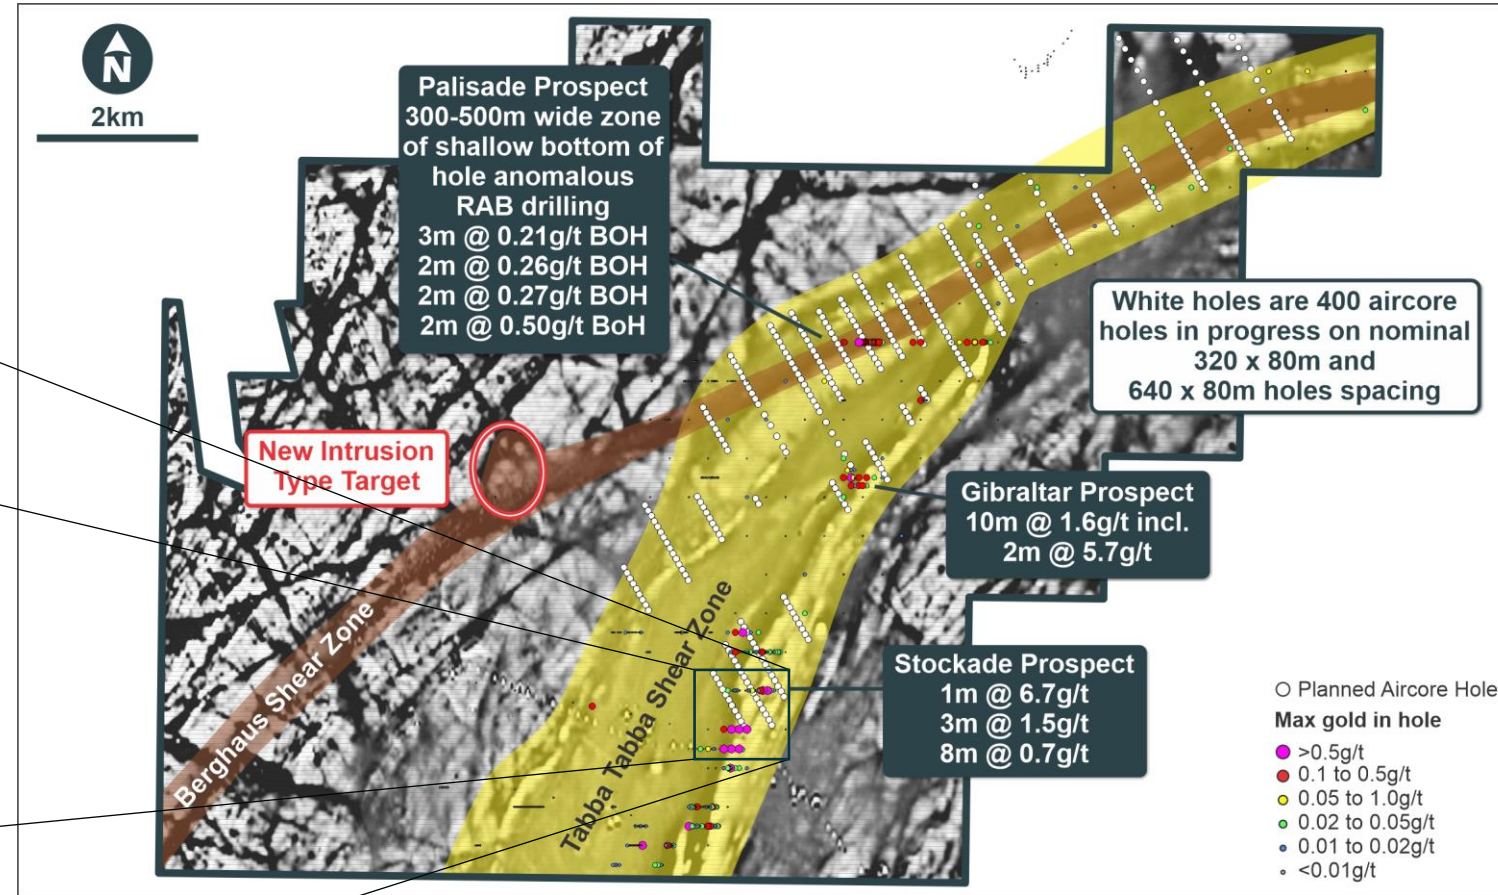 N
2km
Palisade Prospect
300-500m wide zone
of shallow bottom of
hole anomalous
RAB drilling
3m @ 0.21g/t BOH
2m @ 0.26g/t BOH
2m @ 0.27g/t BOH
2m @ 0.50g/t BoH
White holes are 400 aircore
holes in progress on nominal
320 x 80m and
640 x 80m holes spacing
New Intrusion
Type Target
Gibraltar Prospect
10m @ 1.6g/t incl.
2m @ 5.7g/t
Berghaus Shear Zone
Tabba Tabba Shear Zone
Stockade Prospect
1m @ 6.7g/t
3m @ 1.5g/t
8m @ 0.7g/t
Planned Aircore Hole
Max gold in hole
>0.5g/t
0.1 to 0.5g/t
0.05 to 1.0g/t
0.02 to 0.05g/t
0.01 to 0.02g/t
<0.01g/t